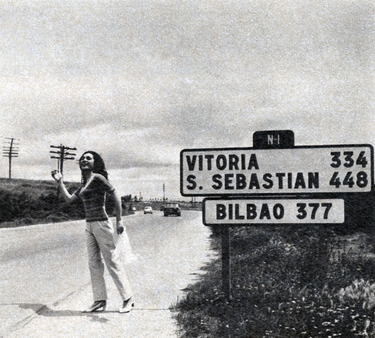 N-I
VITORIA 334
S. SEBASTIAN 448
BILBAO 377